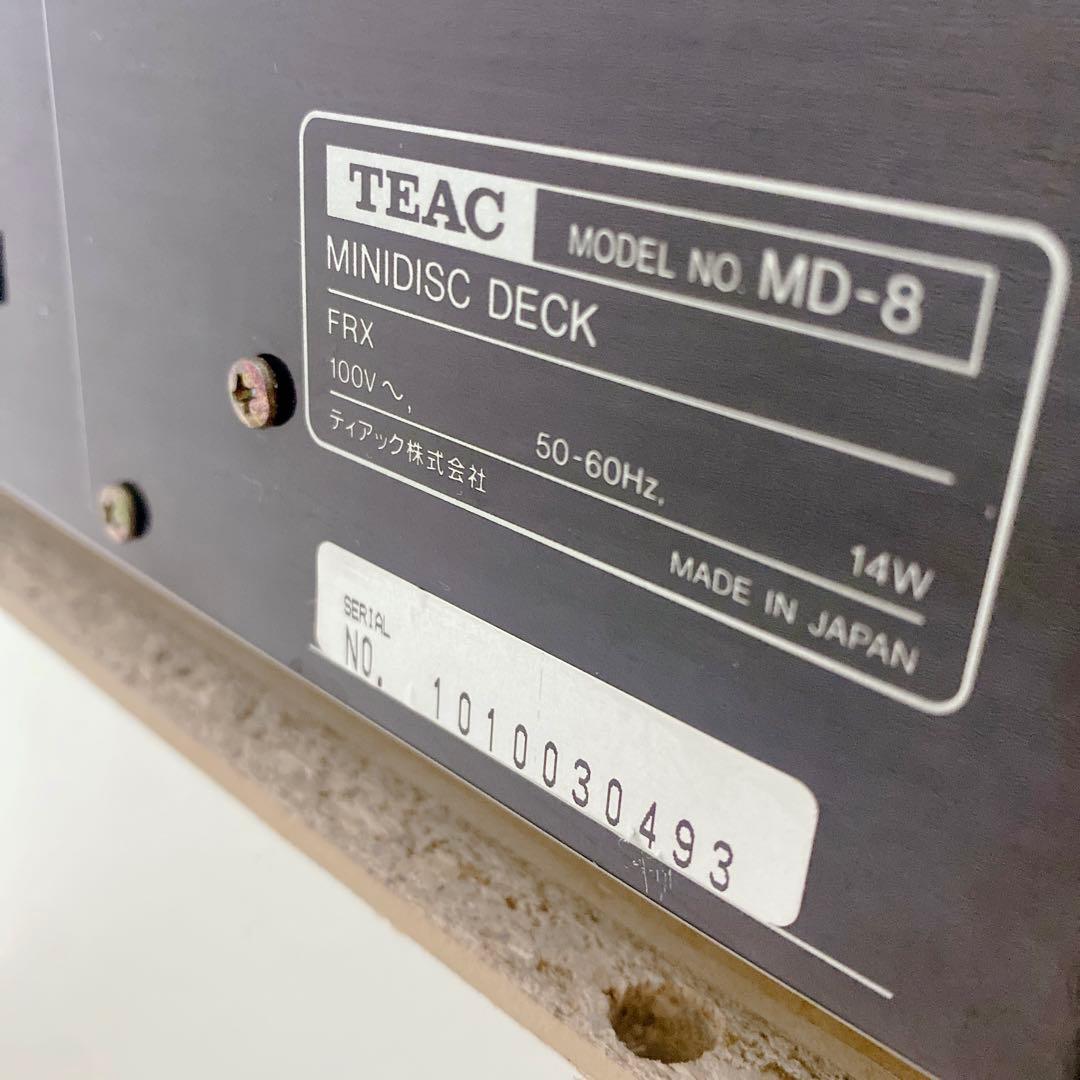 TEAC MODEL NO. MD-8
MINIDISC DECK
FRX
100V～, 50-60Hz, 14W
ティアック株式会社 MADE IN JAPAN
SERIAL
NO. 1010030493